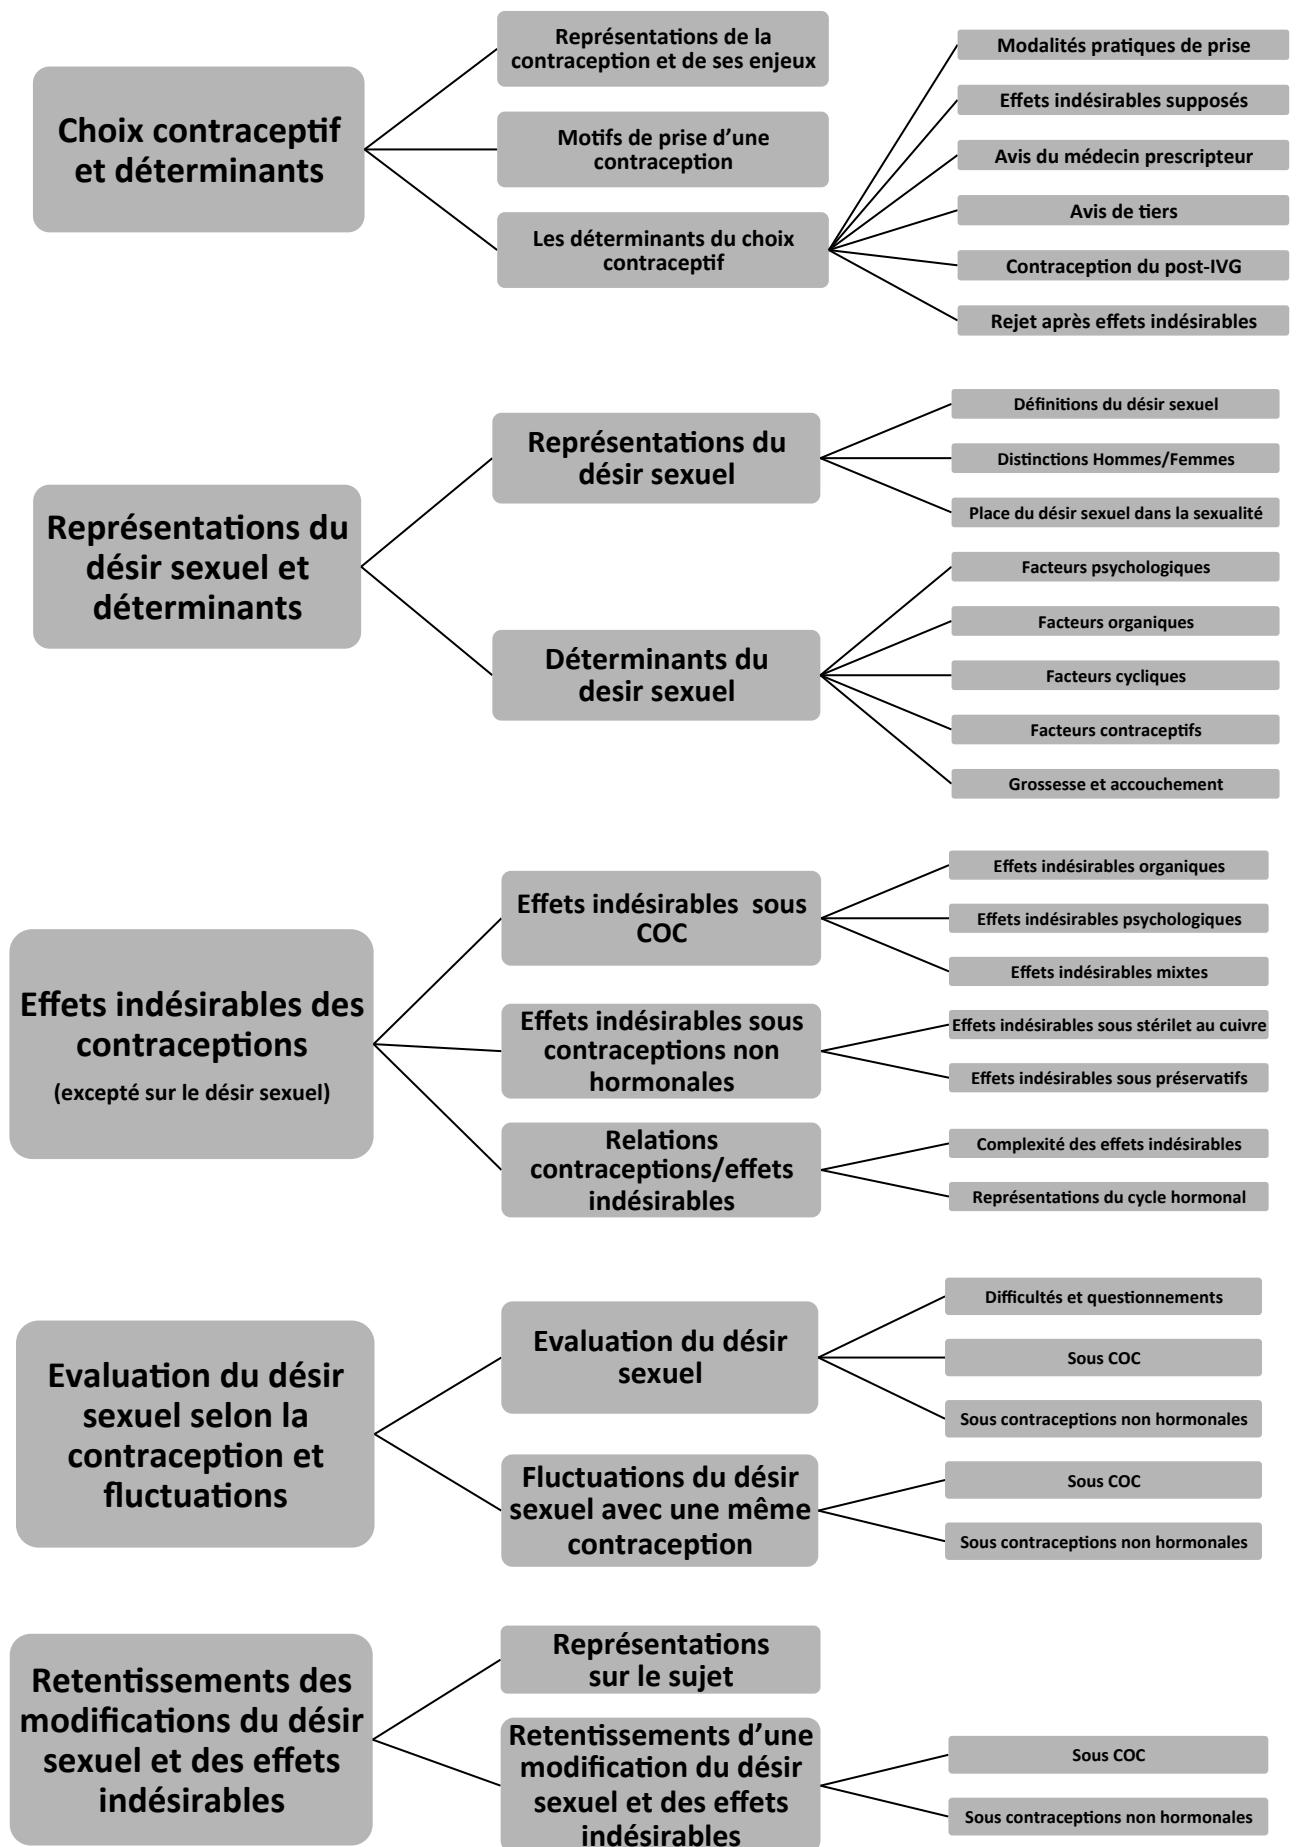 Choix contraceptif
et déterminants
Représentations de la
contraception et de ses enjeux
Motifs de prise d'une
contraception
Les déterminants du choix
contraceptif
Modalités pratiques de prise
Effets indésirables supposés
Avis du médecin prescripteur
Avis de tiers
Contraception du post-IVG
Rejet après effets indésirables
Représentations du
désir sexuel et
déterminants
Représentations du
désir sexuel
Définitions du désir sexuel
Distinctions Hommes/Femmes
Place du désir sexuel dans la sexualité
Déterminants du
desir sexuel
Facteurs psychologiques
Facteurs organiques
Facteurs cycliques
Facteurs contraceptifs
Grossesse et accouchement
Effets indésirables des
contraceptions
(excepté sur le désir sexuel)
Effets indésirables sous
COC
Effets indésirables organiques
Effets indésirables psychologiques
Effets indésirables mixtes
Effets indésirables sous
contraceptions non
hormonales
Effets indésirables sous stérilet au cuivre
Effets indésirables sous préservatifs
Relations
contraceptions/effets
indésirables
Complexité des effets indésirables
Représentations du cycle hormonal
Evaluation du désir
sexuel selon la
contraception et
fluctuations
Evaluation du désir
sexuel
Difficultés et questionnements
Sous COC
Sous contraceptions non hormonales
Fluctuations du désir
sexuel avec une même
contraception
Sous COC
Sous contraceptions non hormonales
Retentissements des
modifications du désir
sexuel et des effets
indésirables
Représentations
sur le sujet
Retentissements d'une
modification du désir
sexuel et des effets
indésirables
Sous COC
Sous contraceptions non hormonales